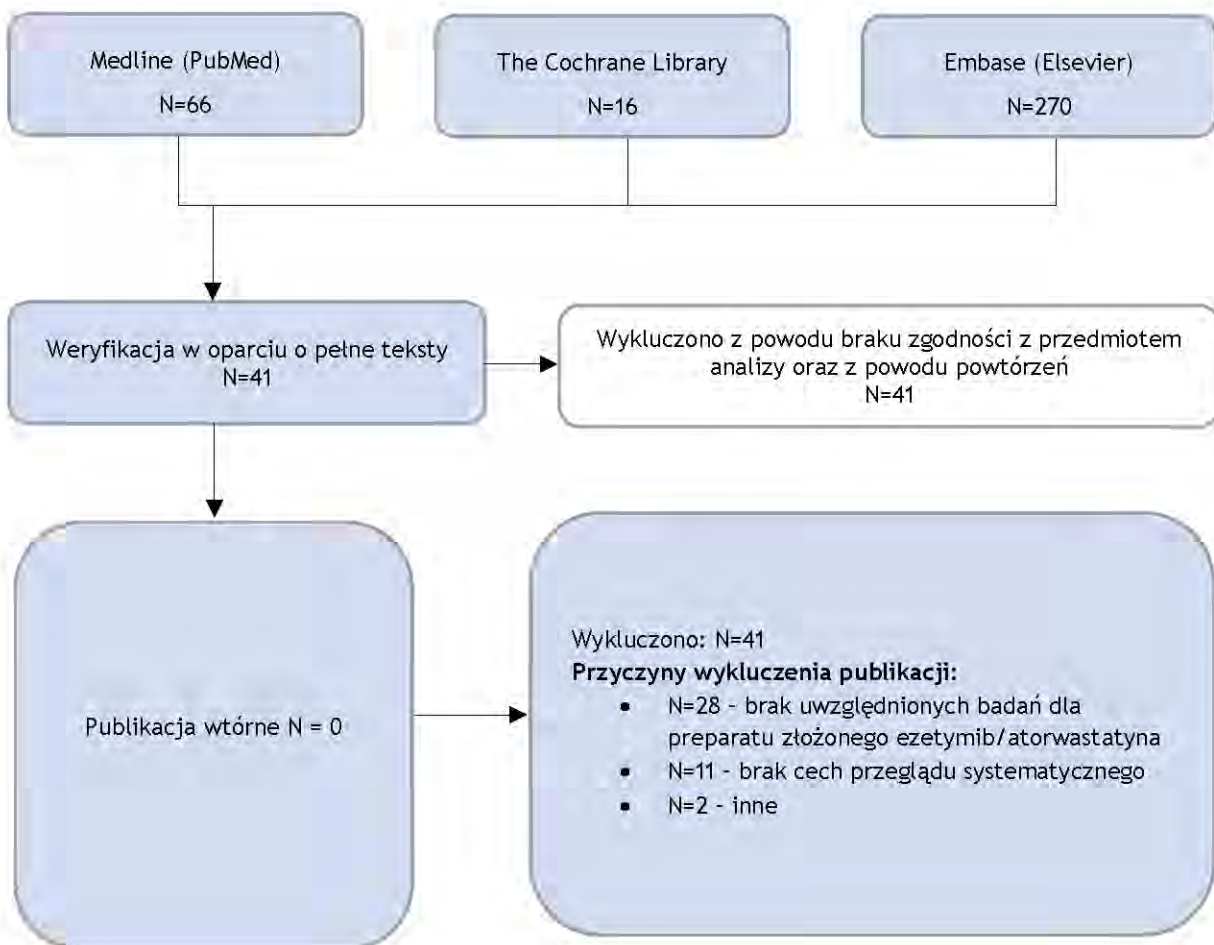 Medline (PubMed)
N=66
The Cochrane Library
N=16
Embase (Elsevier)
N=270
Weryfikacja w oparciu o pełne teksty
N=41
Wykluczono z powodu braku zgodności z przedmiotem
analizy oraz z powodu powtórzeń
N=41
Publikacja wtórne N = 0
Wykluczono: N=41
Przyczyny wykluczenia publikacji:
• N=28 - brak uwzględnionych badań dla
preparatu złożonego ezetymib/atorwastatyna
• N=11 - brak cech przeglądu systematycznego
• N=2 - inne